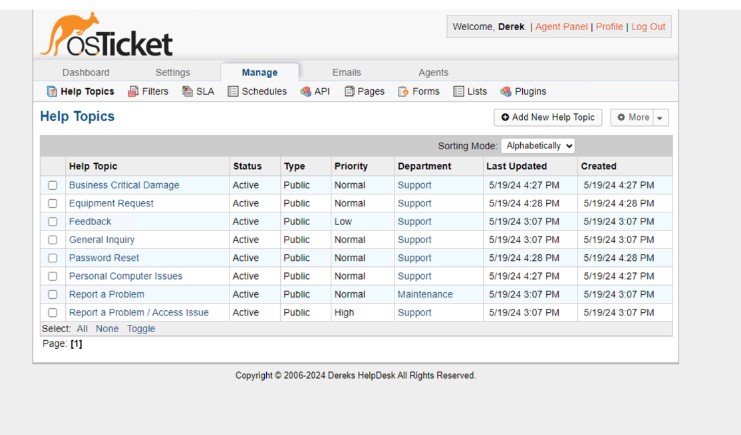 osTicket
Welcome, Derek. | Agent Panel | Profile | Log Out
Dashboard Settings Manage Emails Agents
Help Topics Filters SLA Schedules API Pages Forms Lists Plugins
Help Topics Add New Help Topic More
Sorting Mode: Alphabetically
Help Topic Status Type Priority Department Last Updated Created
Business Critical Damage Active Public Normal Support 5/19/24 4:27 PM 5/19/24 4:27 PM
Equipment Request Active Public Normal Support 5/19/24 4:28 PM 5/19/24 4:28 PM
Feedback Active Public Low Support 5/19/24 3:07 PM 5/19/24 3:07 PM
General Inquiry Active Public Normal Support 5/19/24 3:07 PM 5/19/24 3:07 PM
Password Reset Active Public Normal Support 5/19/24 4:28 PM 5/19/24 4:28 PM
Personal Computer Issues Active Public Normal Support 5/19/24 4:27 PM 5/19/24 4:27 PM
Report a Problem Active Public Normal Maintenance 5/19/24 3:07 PM 5/19/24 3:07 PM
Report a Problem / Access Issue Active Public High Support 5/19/24 3:07 PM 5/19/24 3:07 PM
Select: All None Toggle
Page: [1]
Copyright © 2006-2024 Dereks HelpDesk All Rights Reserved.